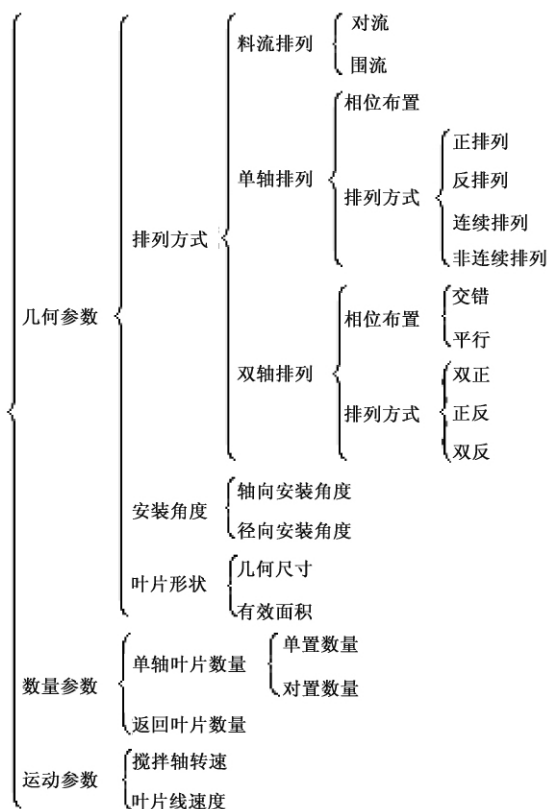 对流
料流排列
围流
相位布置
正排列
单轴排列
反排列
排列方式
连续排列
排列方式
非连续排列
交错
几何参数
相位布置
平行
双轴排列
双正
排列方式
正反
双反
轴向安装角度
安装角度
径向安装角度
几何尺寸
叶片形状
有效面积
单置数量
单轴叶片数量
数量参数
对置数量
返回叶片数量
搅拌轴转速
运动参数
叶片线速度